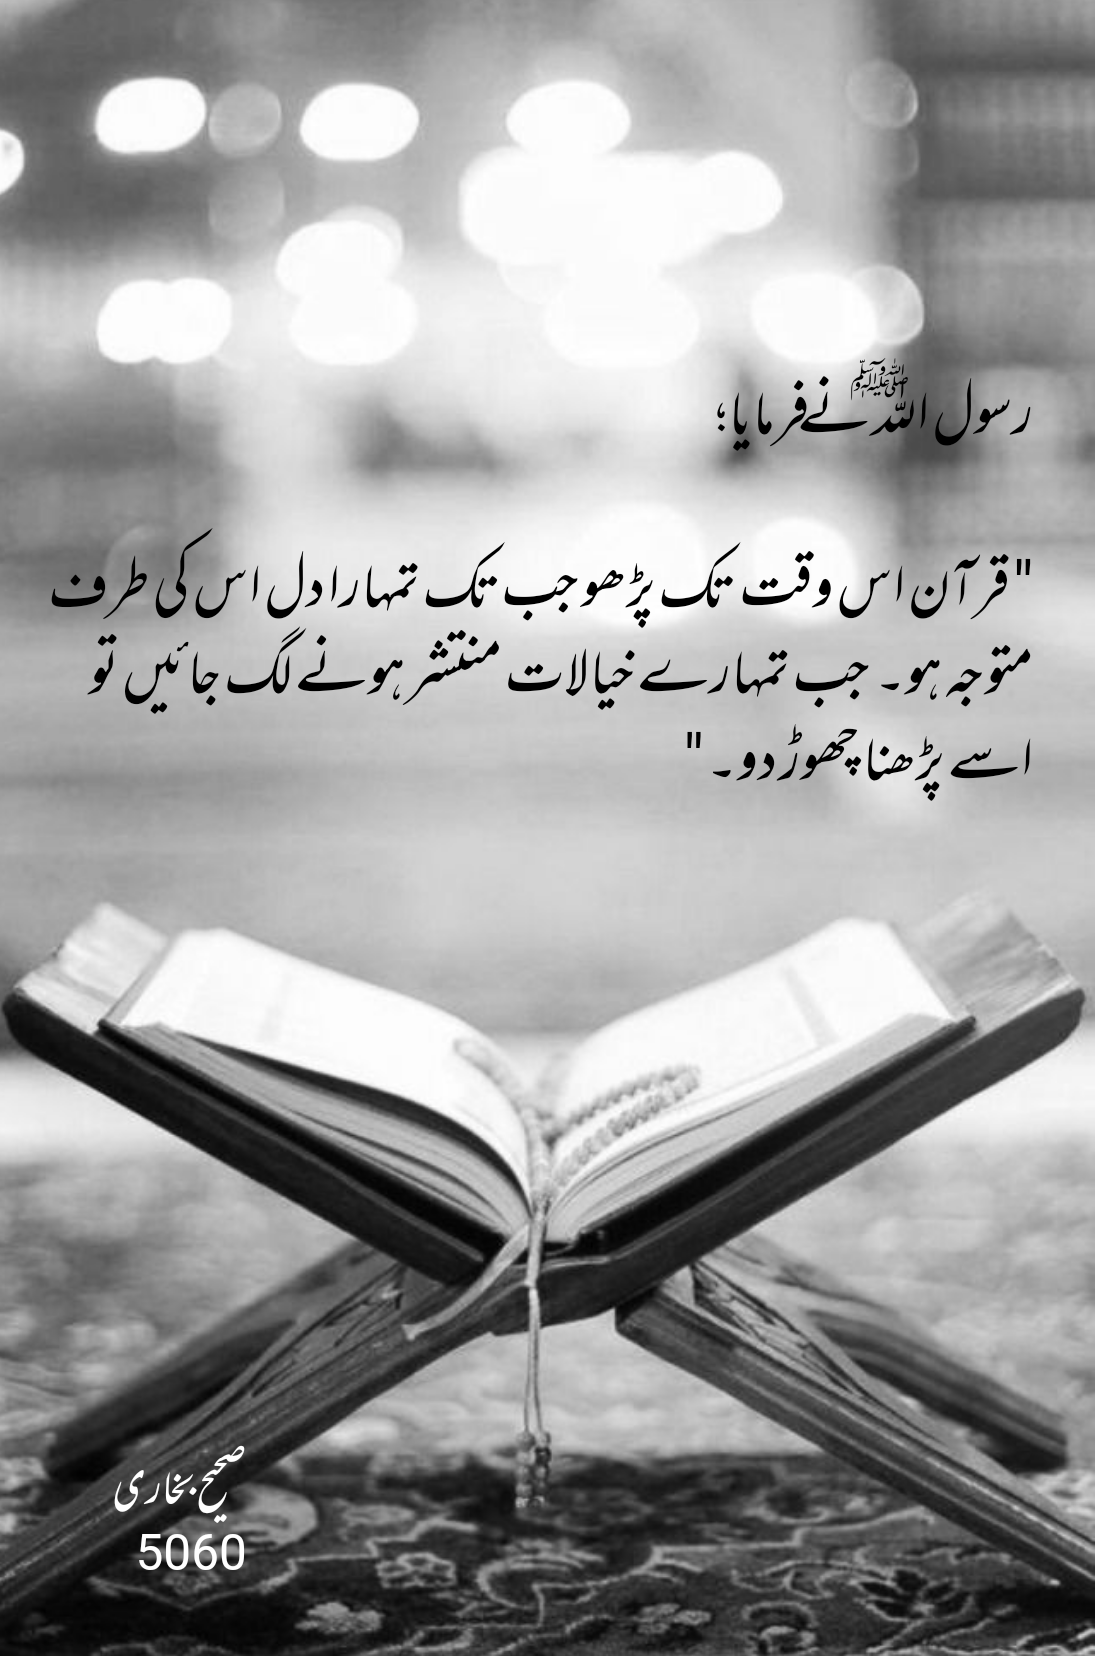 رسول اللہ ﷺ نے فرمایا؛
"قرآن اس وقت تک پڑھو جب تک تمہارا دل اس کی طرف
متوجہ ہو۔ جب تمہارے خیالات منتشر ہونے لگ جائیں تو
اسے پڑھنا چھوڑ دو۔ "
صحیح بخاری
5060